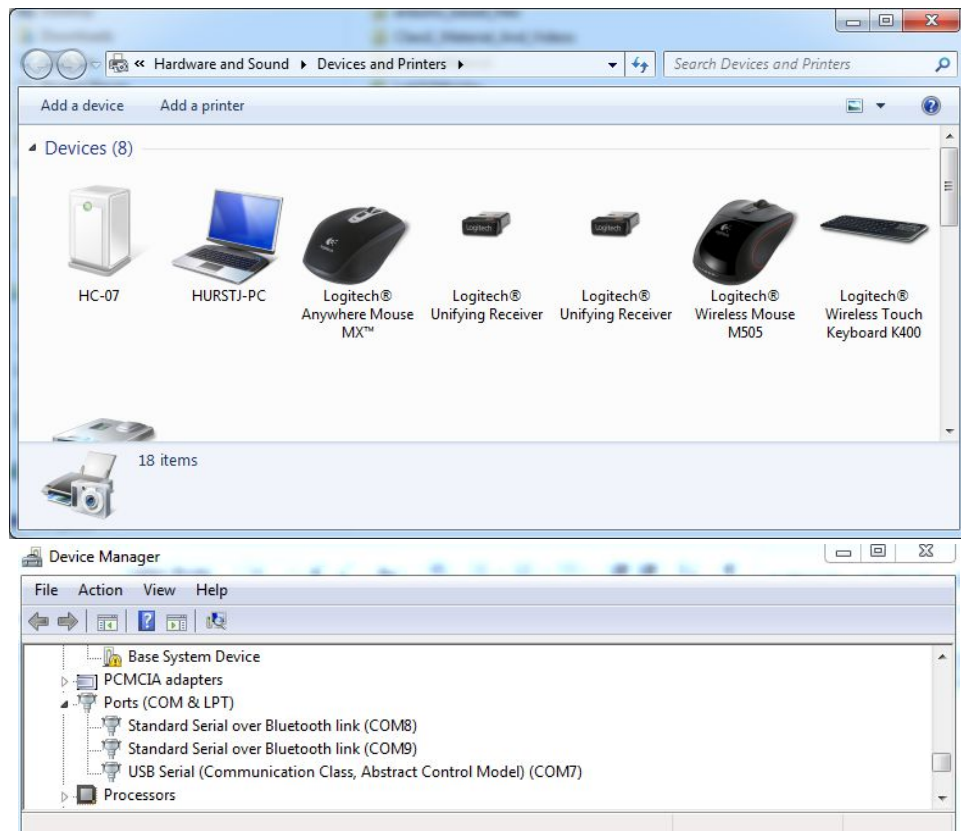 « Hardware and Sound ▸ Devices and Printers ▸
Search Devices and Printers
Add a device Add a printer
Devices (8)
Logitech
Logitech
HC-07
HURSTJ-PC
Logitech®
Anywhere Mouse
MX™
Logitech®
Unifying Receiver
Logitech®
Unifying Receiver
Logitech®
Wireless Mouse
M505
Logitech®
Wireless Touch
Keyboard K400
18 items
Device Manager
File Action View Help
Base System Device
PCMCIA adapters
Ports (COM & LPT)
Standard Serial over Bluetooth link (COM8)
Standard Serial over Bluetooth link (COM9)
USB Serial (Communication Class, Abstract Control Model) (COM7)
Processors